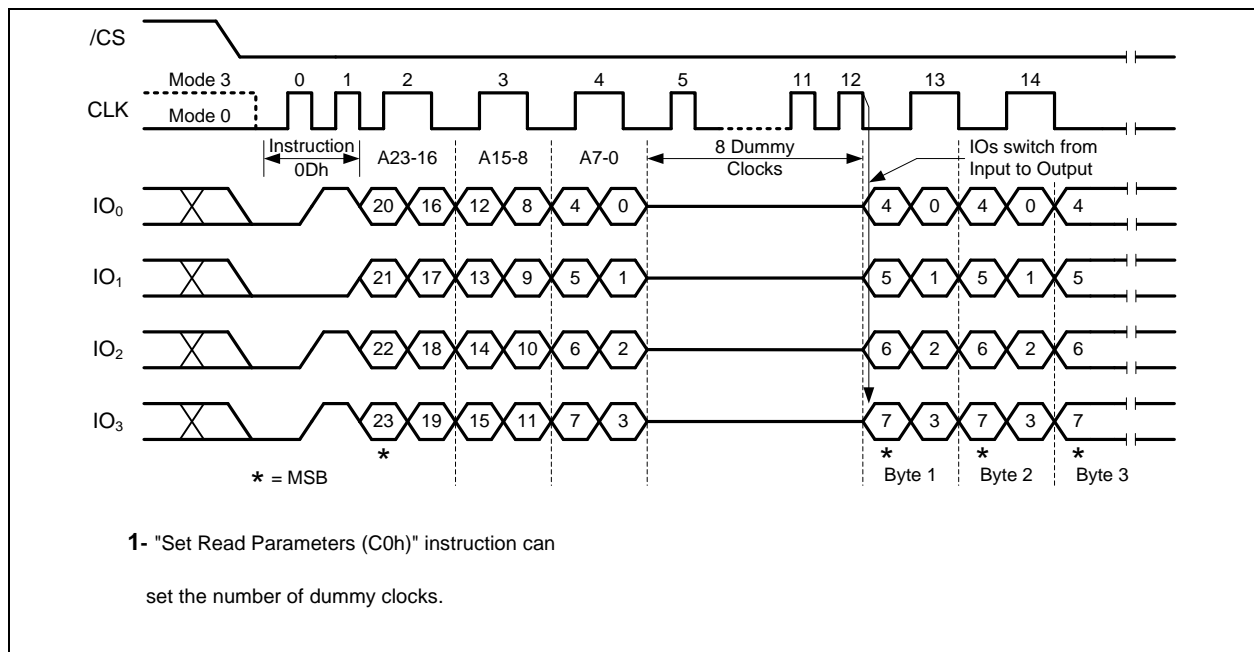 /CS
Mode 3 0 1 2 3 4 5 11 12 13 14
CLK Mode 0
Instruction 0Dh A23-16 A15-8 A7-0 8 Dummy Clocks IOs switch from Input to Output
IO0 20 16 12 8 4 0 4 0 4 0 4
IO1 21 17 13 9 5 1 5 1 5 1 5
IO2 22 18 14 10 6 2 6 2 6 2 6
IO3 23 19 15 11 7 3 7 3 7 3 7
* * * *
* = MSB Byte 1 Byte 2 Byte 3
1- "Set Read Parameters (C0h)" instruction can
set the number of dummy clocks.